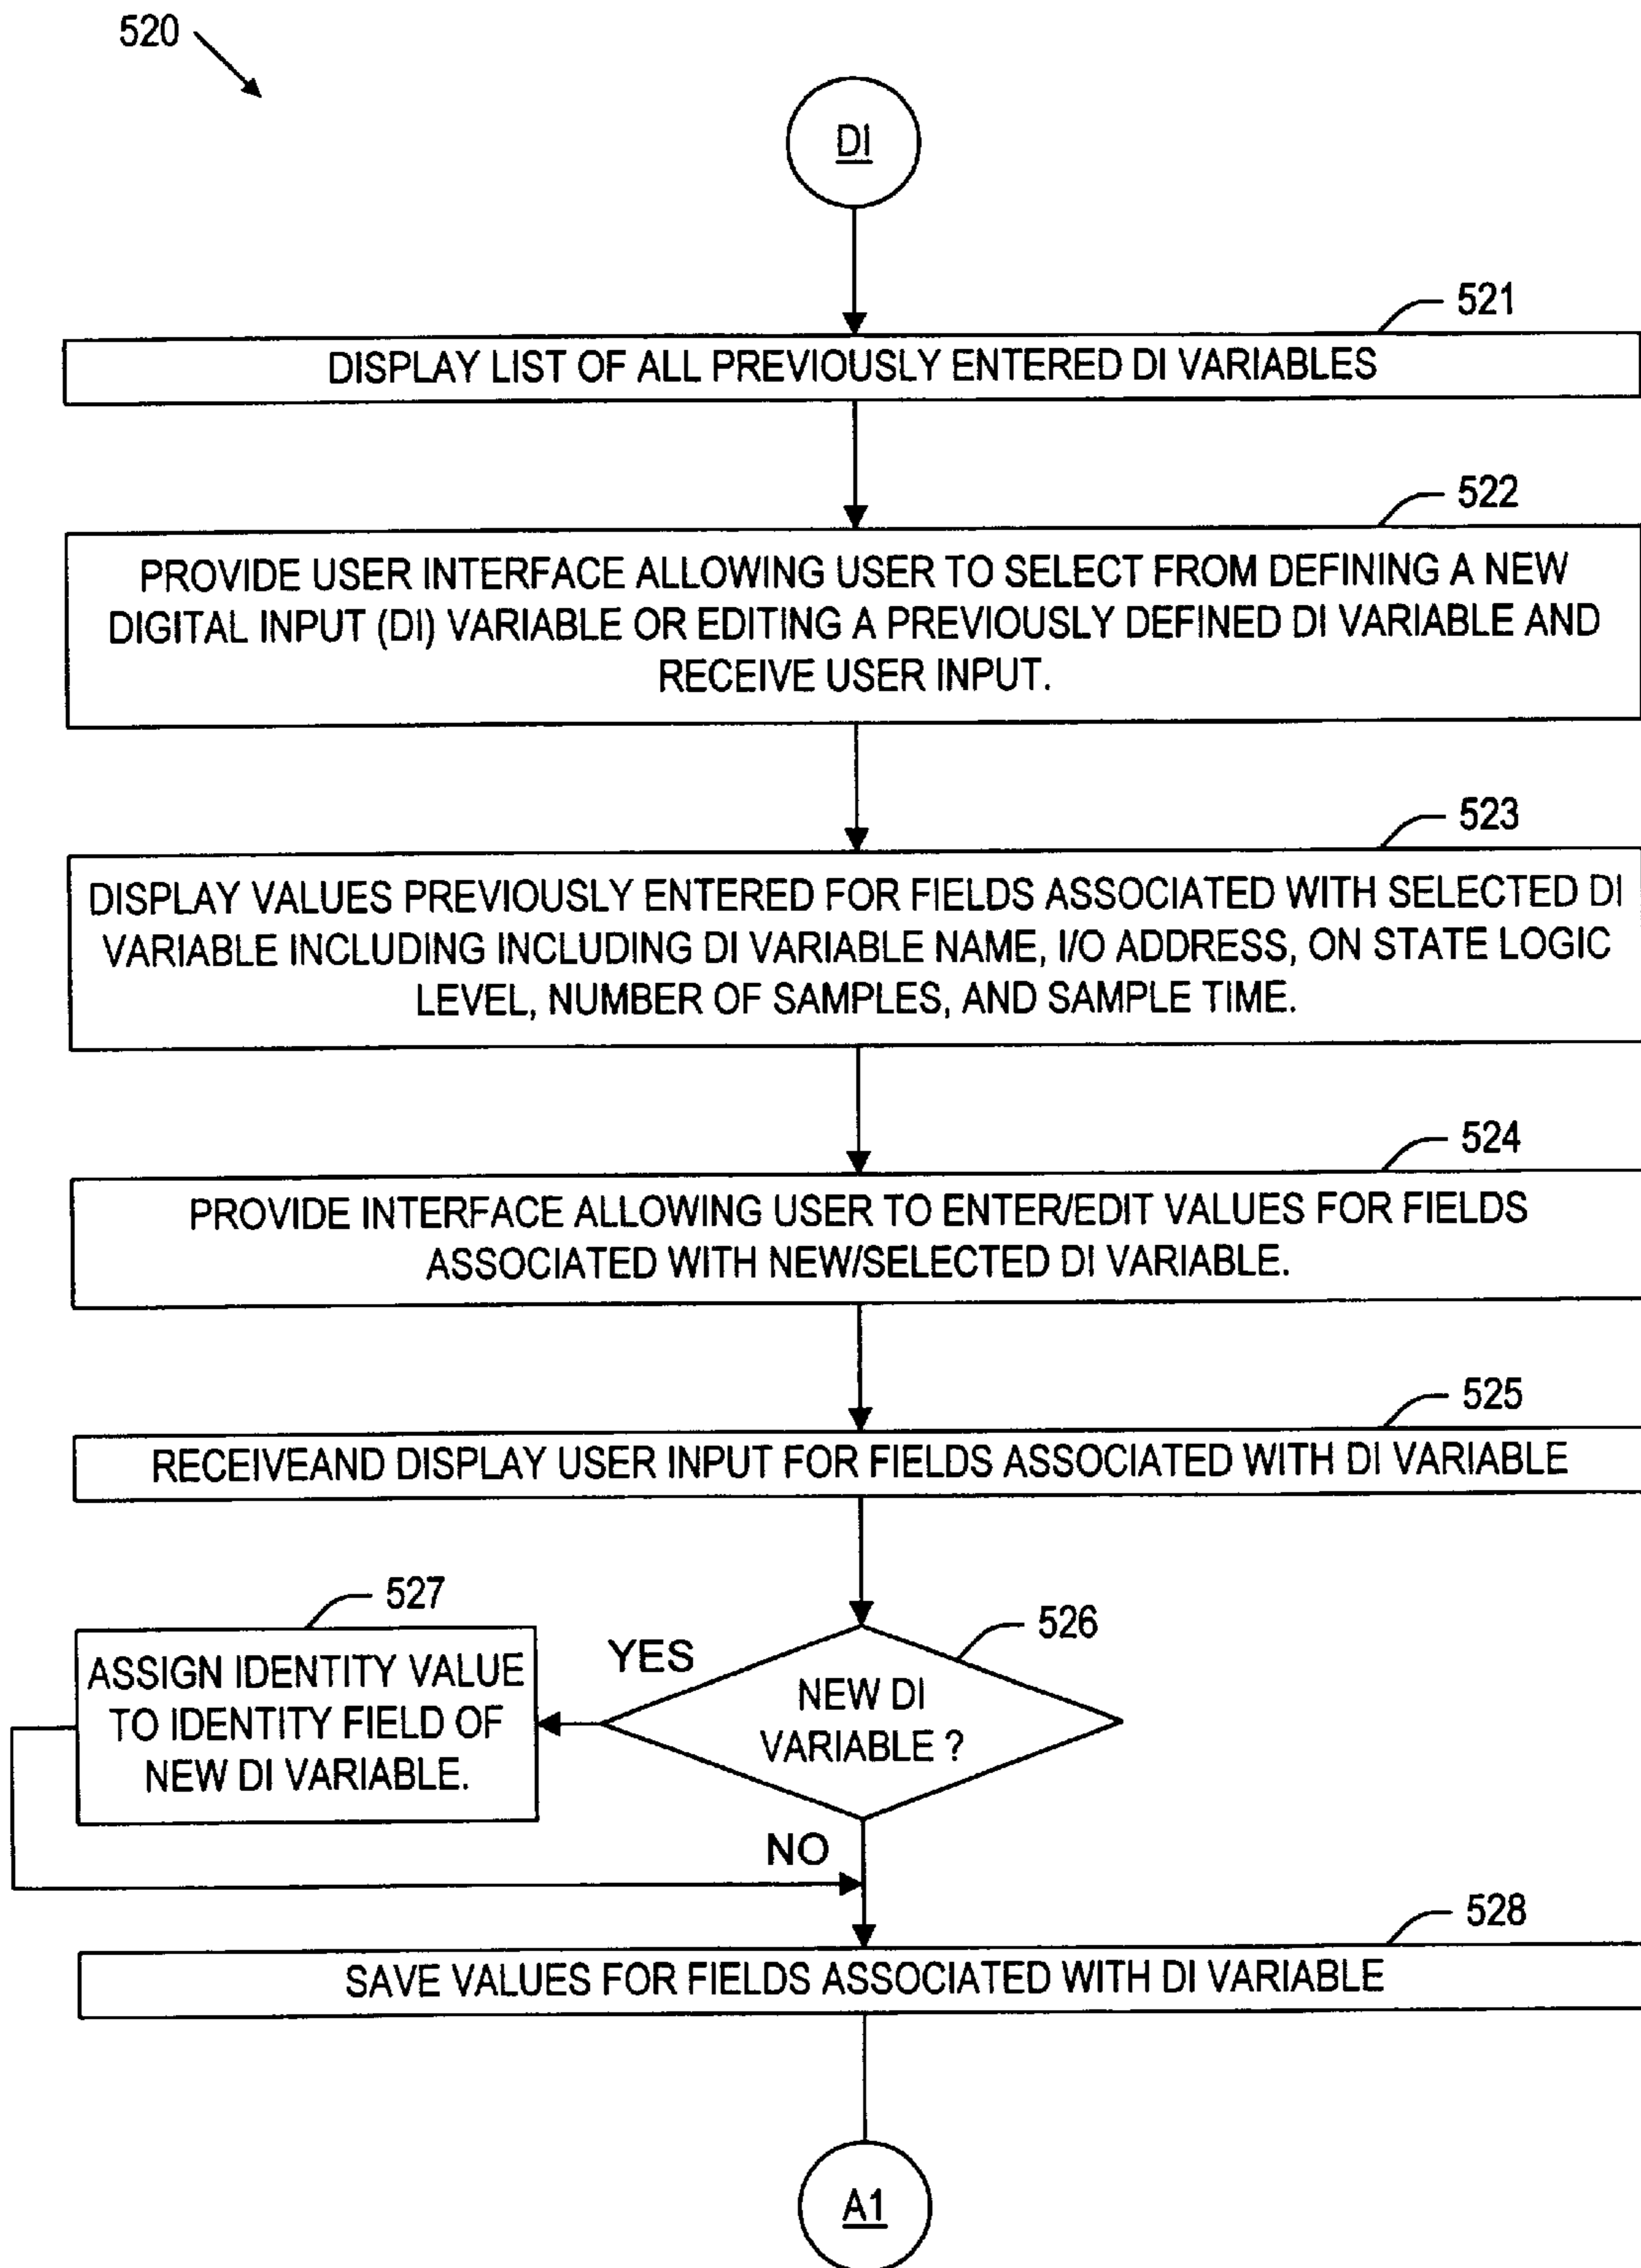 520
DI
521
DISPLAY LIST OF ALL PREVIOUSLY ENTERED DI VARIABLES
522
PROVIDE USER INTERFACE ALLOWING USER TO SELECT FROM DEFINING A NEW
DIGITAL INPUT (DI) VARIABLE OR EDITING A PREVIOUSLY DEFINED DI VARIABLE AND
RECEIVE USER INPUT.
523
DISPLAY VALUES PREVIOUSLY ENTERED FOR FIELDS ASSOCIATED WITH SELECTED DI
VARIABLE INCLUDING INCLUDING DI VARIABLE NAME, I/O ADDRESS, ON STATE LOGIC
LEVEL, NUMBER OF SAMPLES, AND SAMPLE TIME.
524
PROVIDE INTERFACE ALLOWING USER TO ENTER/EDIT VALUES FOR FIELDS
ASSOCIATED WITH NEW/SELECTED DI VARIABLE.
525
RECEIVEAND DISPLAY USER INPUT FOR FIELDS ASSOCIATED WITH DI VARIABLE
527
ASSIGN IDENTITY VALUE
TO IDENTITY FIELD OF
NEW DI VARIABLE.
YES
526
NEW DI
VARIABLE ?
NO
528
SAVE VALUES FOR FIELDS ASSOCIATED WITH DI VARIABLE
A1